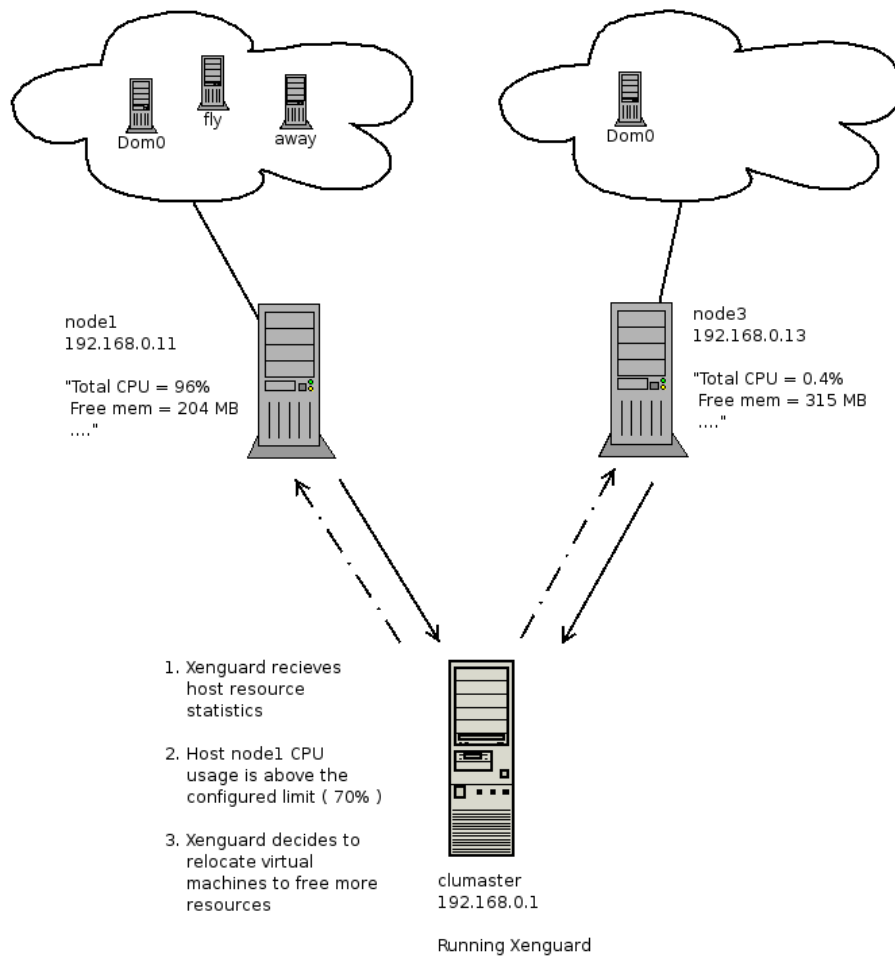 Dom0
fly
away
Dom0
node1
192.168.0.11
"Total CPU = 96%
Free mem = 204 MB
...."
node3
192.168.0.13
"Total CPU = 0.4%
Free mem = 315 MB
...."
1. Xenguard recieves
host resource
statistics
2. Host node1 CPU
usage is above the
configured limit ( 70% )
3. Xenguard decides to
relocate virtual
machines to free more
resources
clumaster
192.168.0.1
Running Xenguard